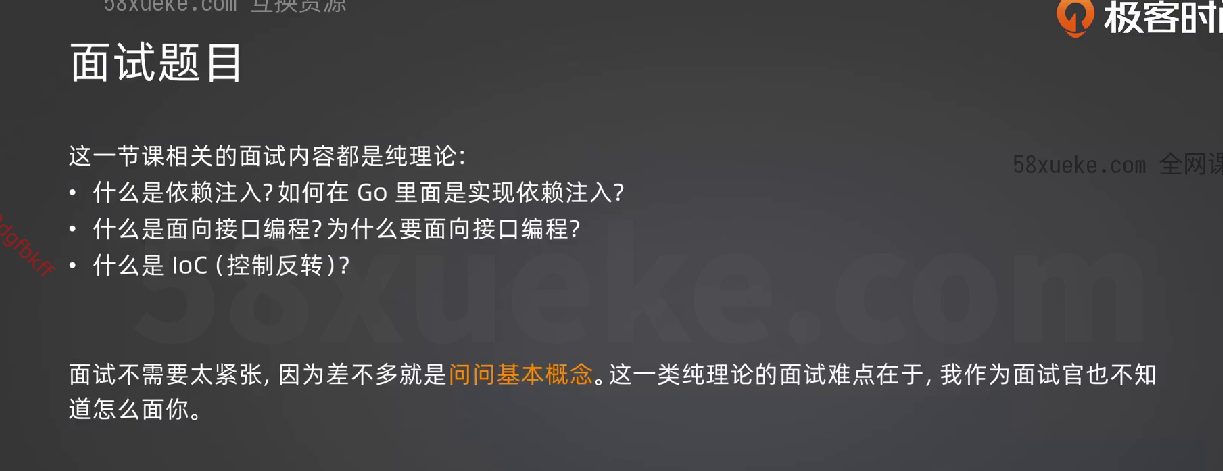 58xueke.com 互换资源
极客时
面试题目
这一节课相关的面试内容都是纯理论：
58xueke.com 全网课
• 什么是依赖注入？如何在 Go 里面是实现依赖注入？
• 什么是面向接口编程？为什么要面向接口编程？
dgfbkff
• 什么是 IoC（控制反转）？
58xueke.com
面试不需要太紧张，因为差不多就是问问基本概念。这一类纯理论的面试难点在于，我作为面试官也不知
道怎么面你。